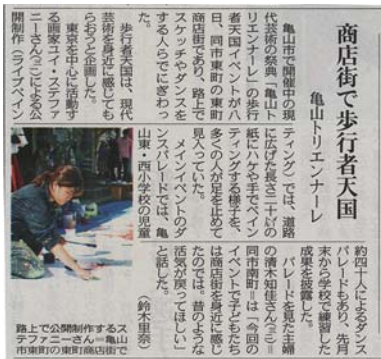 商店街で歩行者天国
亀山トリエンナーレ
亀山市で開催中の現
代芸術の祭典「亀山ト
リエンナーレ」の歩行
者天国イベントが八
日、同市東町の東町
商店街であり、路上で
スケッチやダンスを
する人らでにぎわっ
た。
歩行者天国は、現代
芸術を身近に感じても
らおうと企画した。
東京を中心に活動す
る画家ユイ・ステファ
ニーさん(三)による公
開制作(ライブペイン
ティング)では、道路
に広げた長さ二十㍍の
紙にハケや手でペイン
ティングする様子を、
多くの人が足を止めて
見入っていた。
メインイベントのダ
ンスパレードでは、亀
山東・西小学校の児童
約四十人によるダンス
パレードもあり、先月
末から学校で練習した
成果を披露した。
パレードを見た主婦
の清木知佳さん
同市南町=は「今回の
イベントで子どもたち
は商店街を身近に感じ
たのでは。昔のような
活気が戻ってほしい」
と話した。
(鈴木里奈)
路上で公開制作するス
テファニーさん=亀山
市東町の東町商店街で